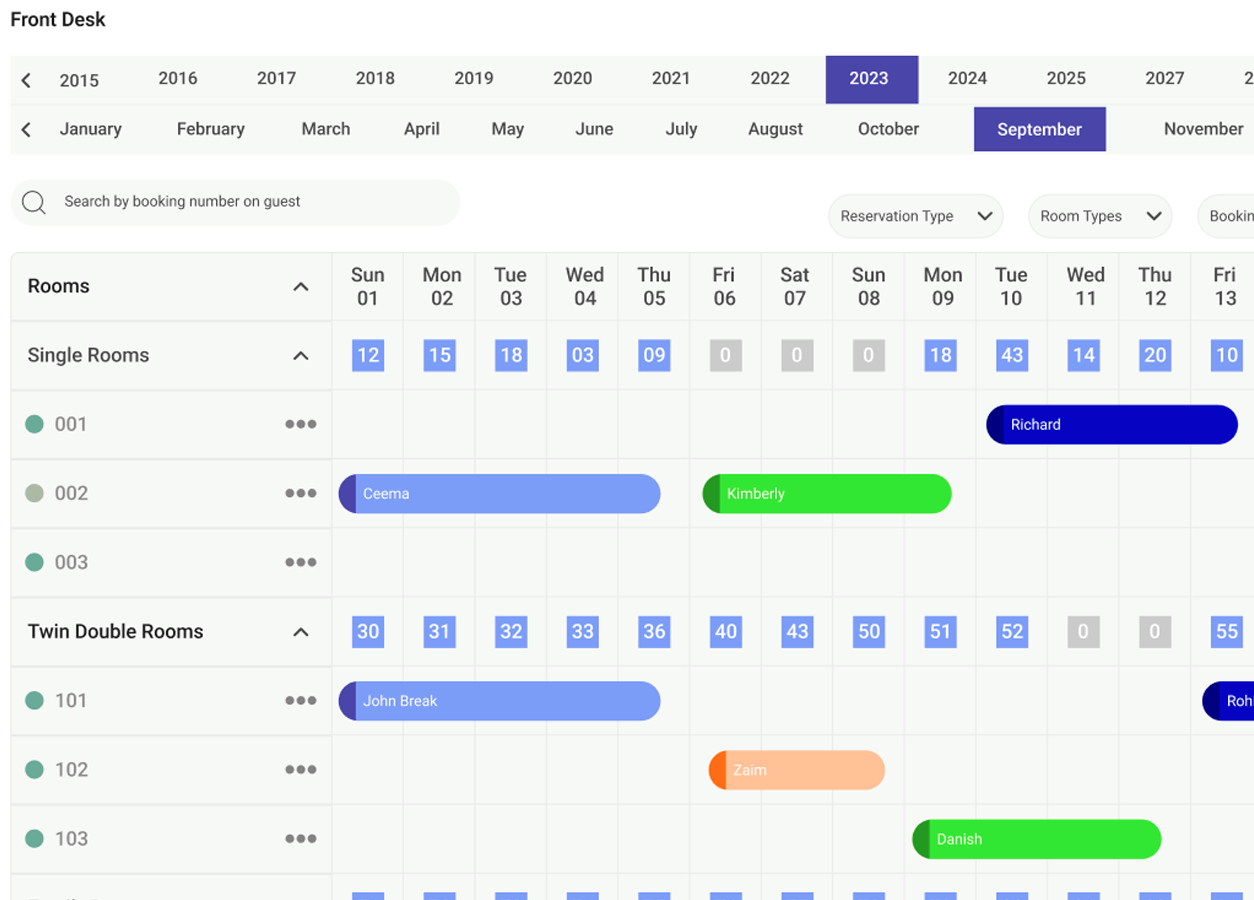 Front Desk
2015 2016 2017 2018 2019 2020 2021 2022 2023 2024 2025 2027
January February March April May June July August October September November
Search by booking number on guest
Reservation Type Room Types
Rooms Sun Mon Tue Wed Thu Fri Sat Sun Mon Tue Wed Thu Fri
01 02 03 04 05 06 07 08 09 10 11 12 13
Single Rooms 12 15 18 03 09 0 0 0 18 43 14 20 10
001 Richard
002 Ceema Kimberly
003
Twin Double Rooms 30 31 32 33 36 40 43 50 51 52 0 0 55
101 John Break
102 Zaim
103 Danish